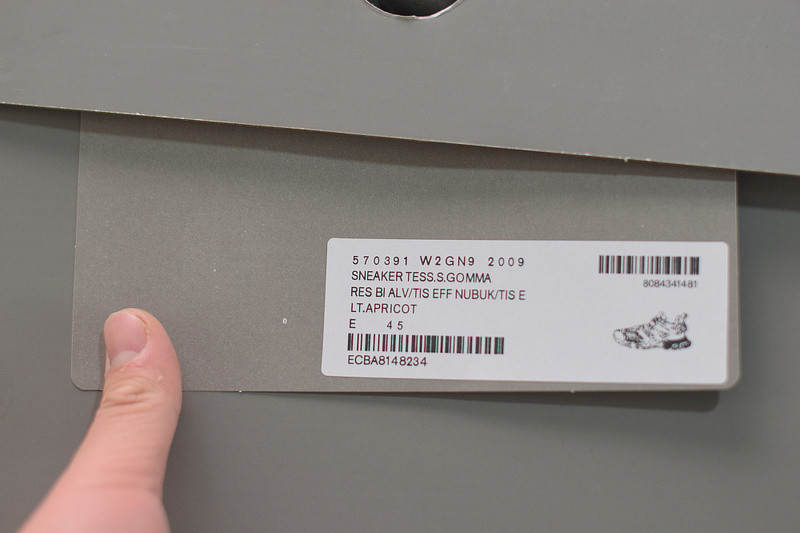 570391 W2GN9 2009
SNEAKER TESS.S.GOMMA
RES BI ALV/TIS EFF NUBUK/TIS E
LT.APRICOT
E 45
ECBA8148234
8084341481